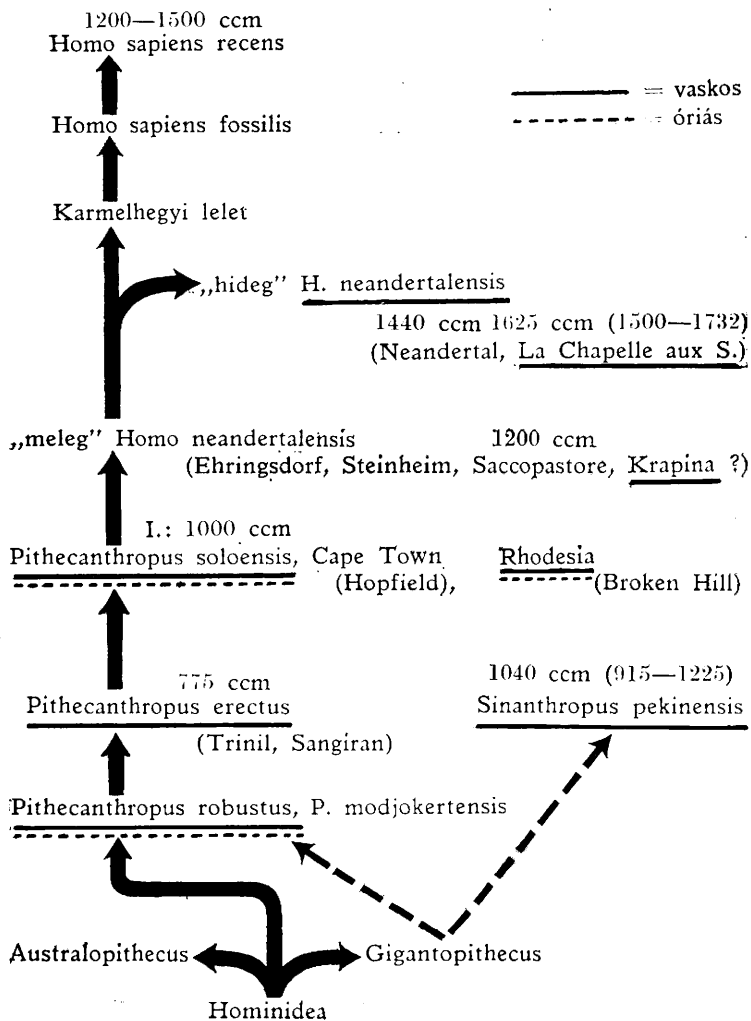 1200—1500 ccm
Homo sapiens recens
= vaskos
= óriás
Homo sapiens fossilis
Karmelhegyi lelet
„hideg” H. neandertalensis
1440 ccm 1625 ccm (1500—1732)
(Neandertal, La Chapelle aux S.)
„meleg” Homo neandertalensis 1200 ccm
(Ehringsdorf, Steinheim, Saccopastore, Krapina ?)
I.: 1000 ccm
Pithecanthropus soloensis, Cape Town Rhodesia
(Hopfield), (Broken Hill)
775 ccm 1040 ccm (915—1225)
Pithecanthropus erectus Sinanthropus pekinensis
(Trinil, Sangiran)
Pithecanthropus robustus, P. modjokertensis
Australopithecus Gigantopithecus
Hominidea